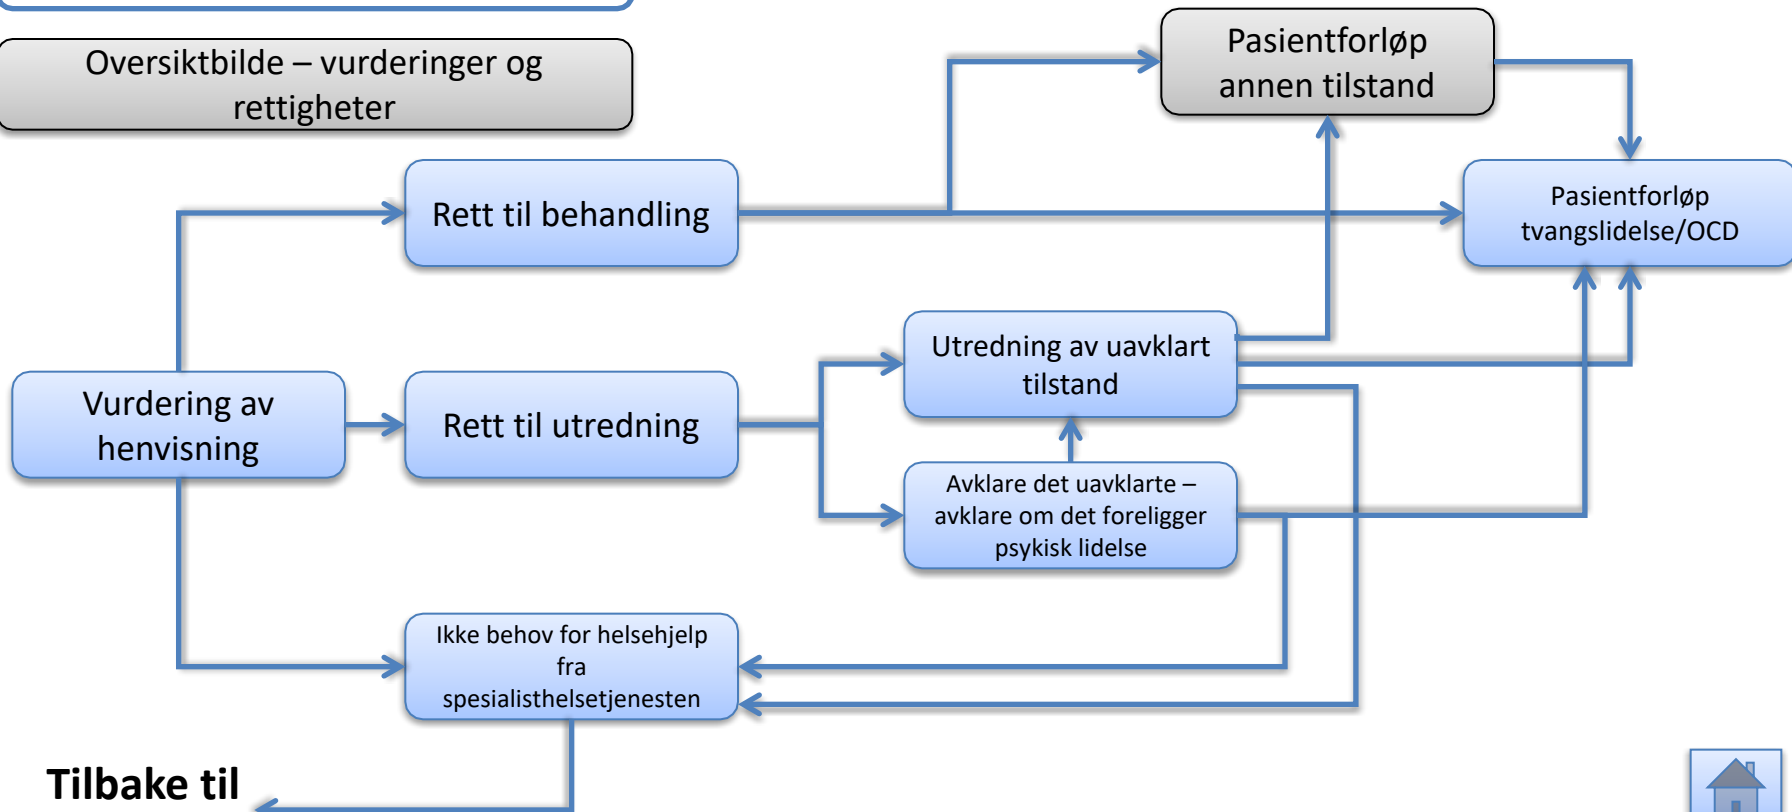 Oversiktbilde – vurderinger og
rettigheter
Pasientforløp
annen tilstand
Rett til behandling
Pasientforløp
tvangslidelse/OCD
Utredning av uavklart
tilstand
Vurdering av
henvisning
Rett til utredning
Avklare det uavklarte –
avklare om det foreligger
psykisk lidelse
Ikke behov for helsehjelp
fra
spesialisthelsetjenesten
Tilbake til